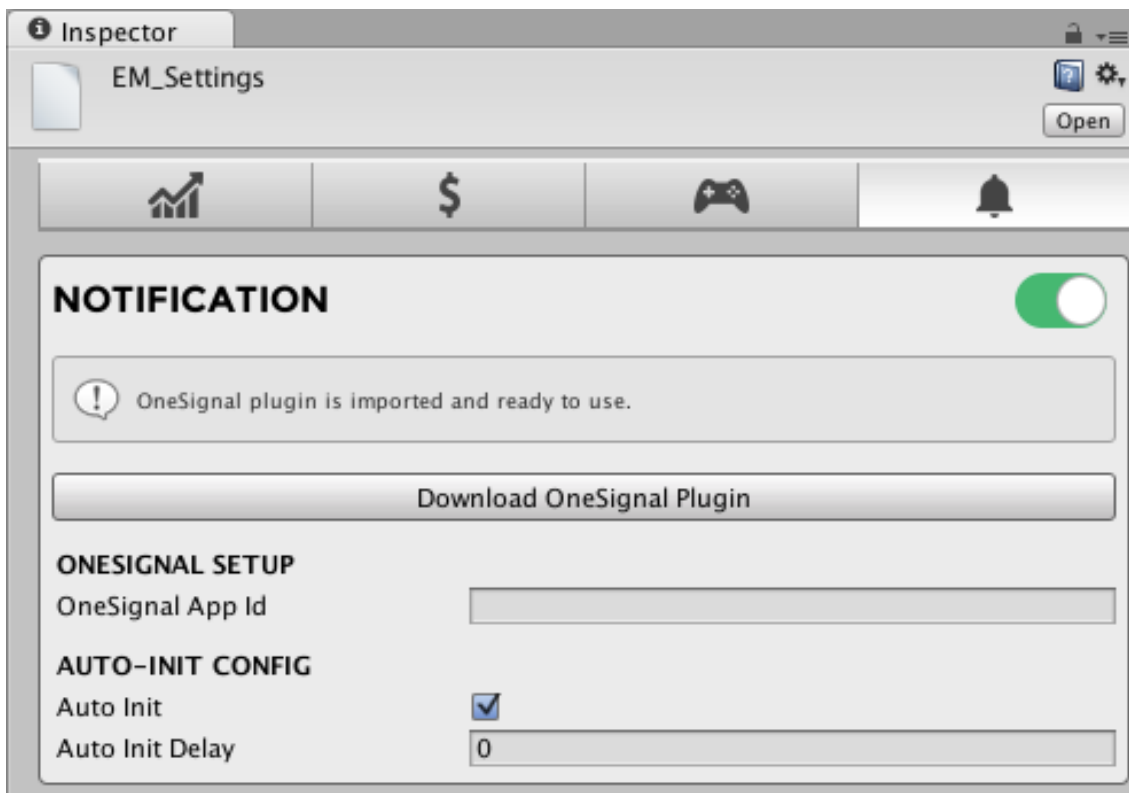 Inspector
EM_Settings
Open
$
NOTIFICATION
OneSignal plugin is imported and ready to use.
Download OneSignal Plugin
ONESIGNAL SETUP
OneSignal App Id
AUTO-INIT CONFIG
Auto Init
Auto Init Delay 0